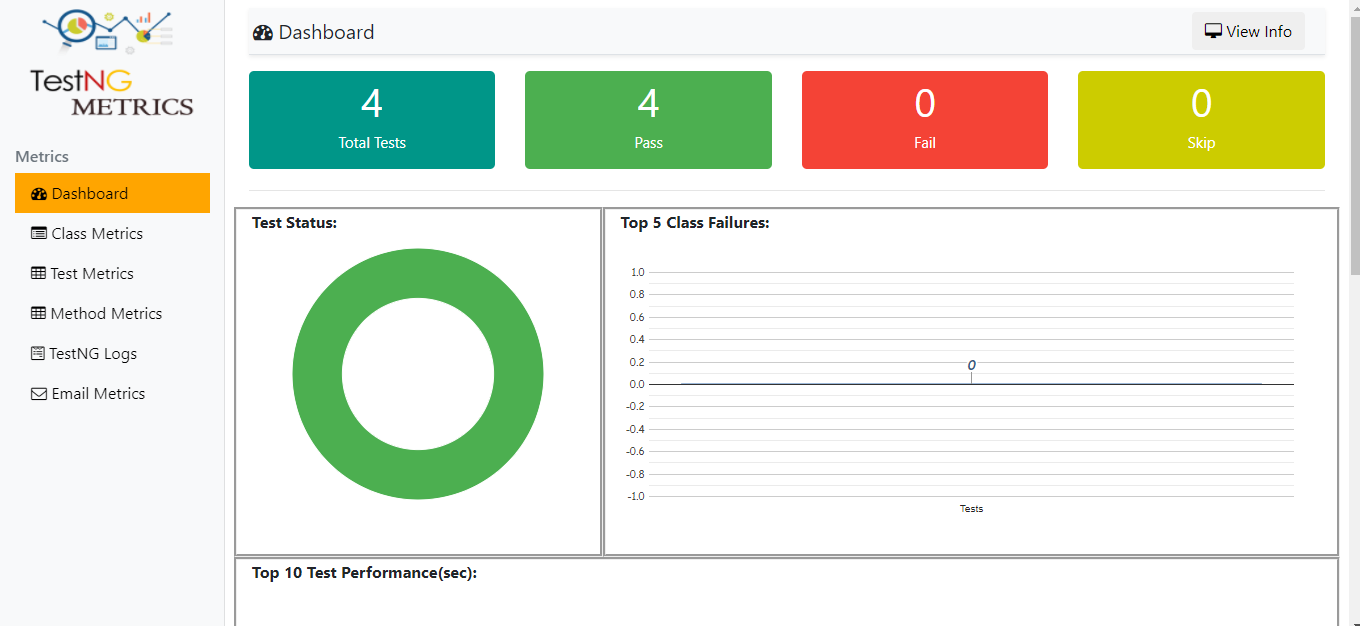 TestNG
METRICS
Metrics
Dashboard
Class Metrics
Test Metrics
Method Metrics
TestNG Logs
Email Metrics
Dashboard
View Info
4
Total Tests
4
Pass
0
Fail
0
Skip
Test Status:
Top 5 Class Failures:
1.0
0.8
0.6
0.4
0.2
0.0
-0.2
-0.4
-0.6
-0.8
-1.0
0
Tests
Top 10 Test Performance(sec):